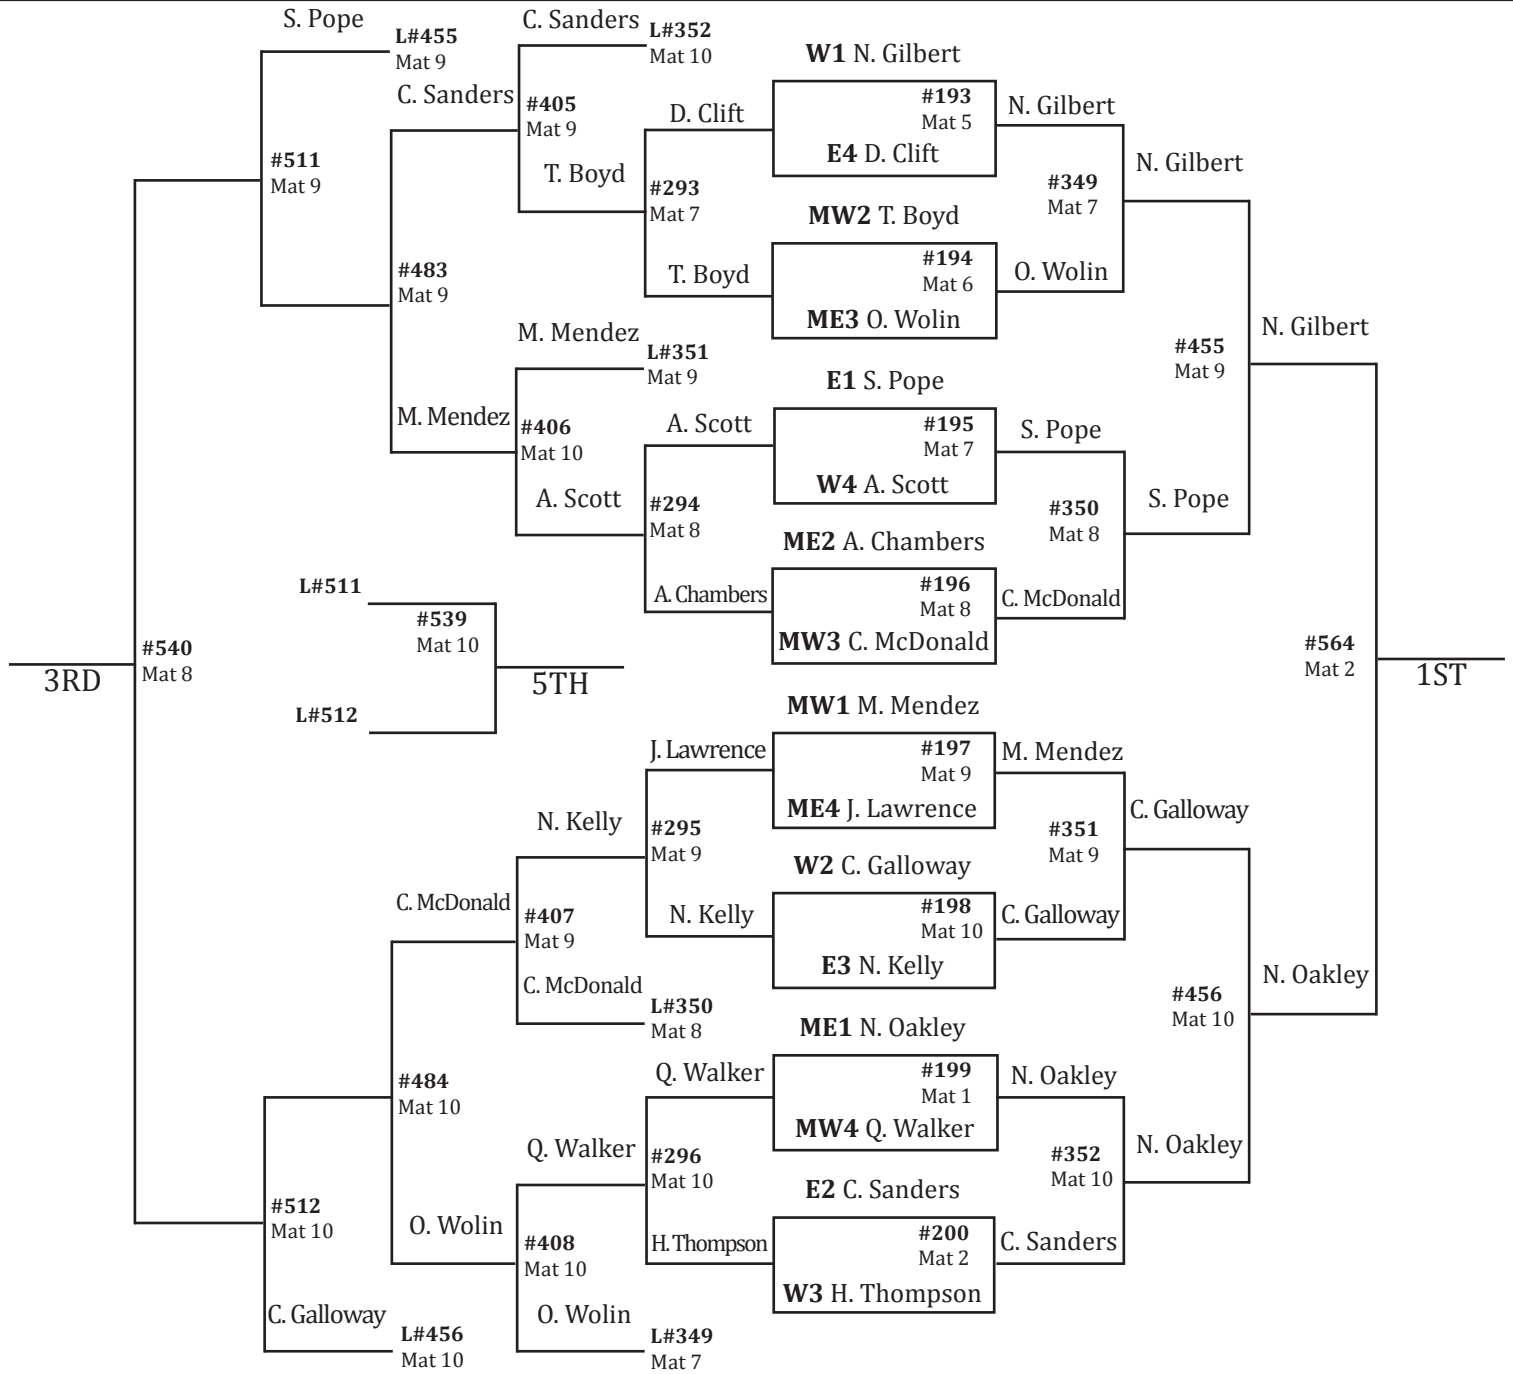 S. Pope
L#455
Mat 9
C. Sanders
L#352
Mat 10
C. Sanders
#405
Mat 9
T. Boyd
#511
Mat 9
#483
Mat 9
D. Clift
#293
Mat 7
T. Boyd
W1 N. Gilbert
#193
Mat 5
E4 D. Clift
N. Gilbert
MW2 T. Boyd
#194
Mat 6
ME3 O. Wolin
O. Wolin
#349
Mat 7
N. Gilbert
M. Mendez
L#351
Mat 9
M. Mendez
#406
Mat 10
A. Scott
A. Scott
#294
Mat 8
A. Chambers
E1 S. Pope
#195
Mat 7
W4 A. Scott
S. Pope
ME2 A. Chambers
#196
Mat 8
MW3 C. McDonald
C. McDonald
#350
Mat 8
S. Pope
#455
Mat 9
N. Gilbert
L#511
#539
Mat 10
L#512
5TH
#540
Mat 8
3RD
#564
Mat 2
1ST
MW1 M. Mendez
#197
Mat 9
ME4 J. Lawrence
M. Mendez
J. Lawrence
#295
Mat 9
N. Kelly
N. Kelly
W2 C. Galloway
#198
Mat 10
E3 N. Kelly
C. Galloway
#351
Mat 9
C. Galloway
C. McDonald
#407
Mat 9
C. McDonald
L#350
Mat 8
ME1 N. Oakley
#199
Mat 1
MW4 Q. Walker
N. Oakley
#456
Mat 10
N. Oakley
#484
Mat 10
Q. Walker
Q. Walker
#296
Mat 10
H. Thompson
E2 C. Sanders
#200
Mat 2
W3 H. Thompson
C. Sanders
#352
Mat 10
N. Oakley
#512
Mat 10
O. Wolin
#408
Mat 10
O. Wolin
L#349
Mat 7
C. Galloway
L#456
Mat 10